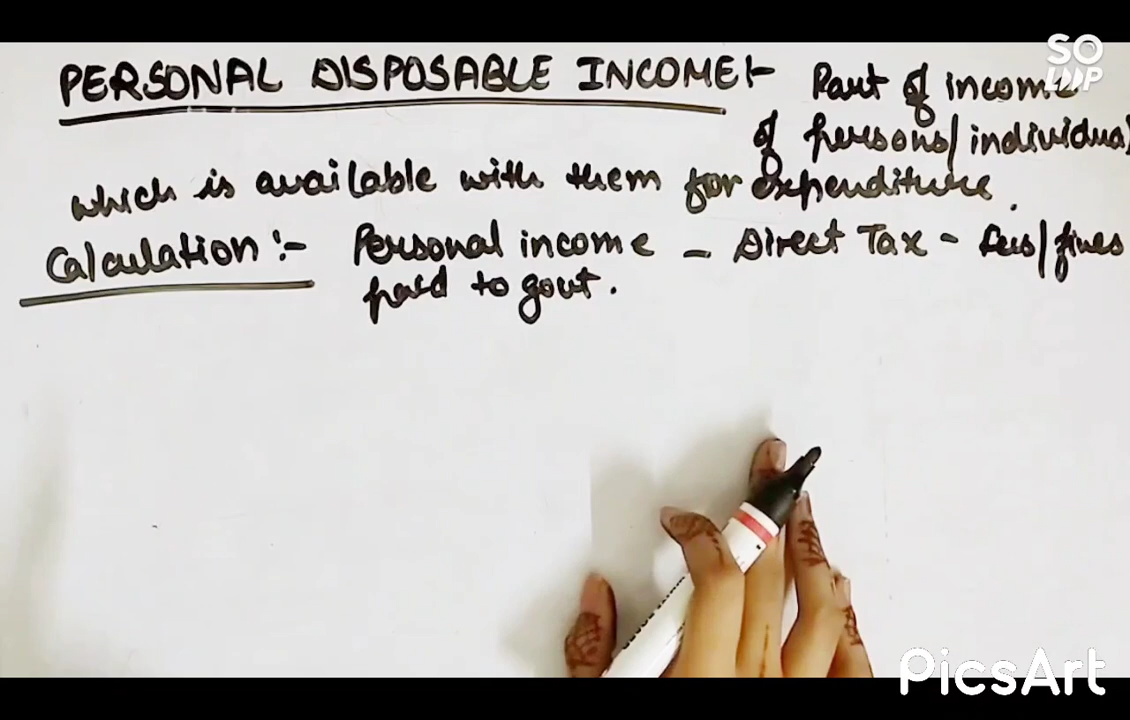 PERSONAL DISPOSABLE INCOME:- Part of income
of persons/individual
which is available with them for expenditure.
Calculation:- Personal income - Direct Tax - fees/fines
paid to govt.
SO
LOOP
PicsArt